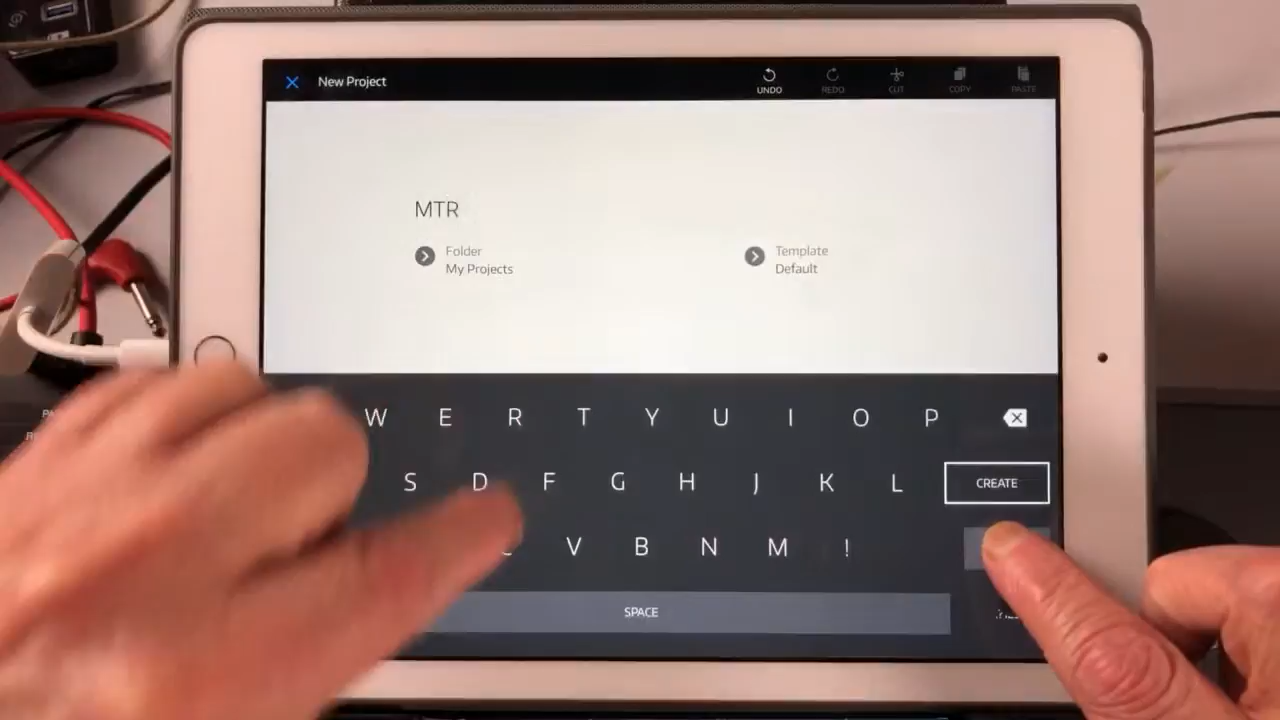 New Project
UNDO REDO CUT COPY PASTE
MTR
Folder Template
My Projects Default
W E R T Y U I O P
S D F G H J K L CREATE
C V B N M !
SPACE